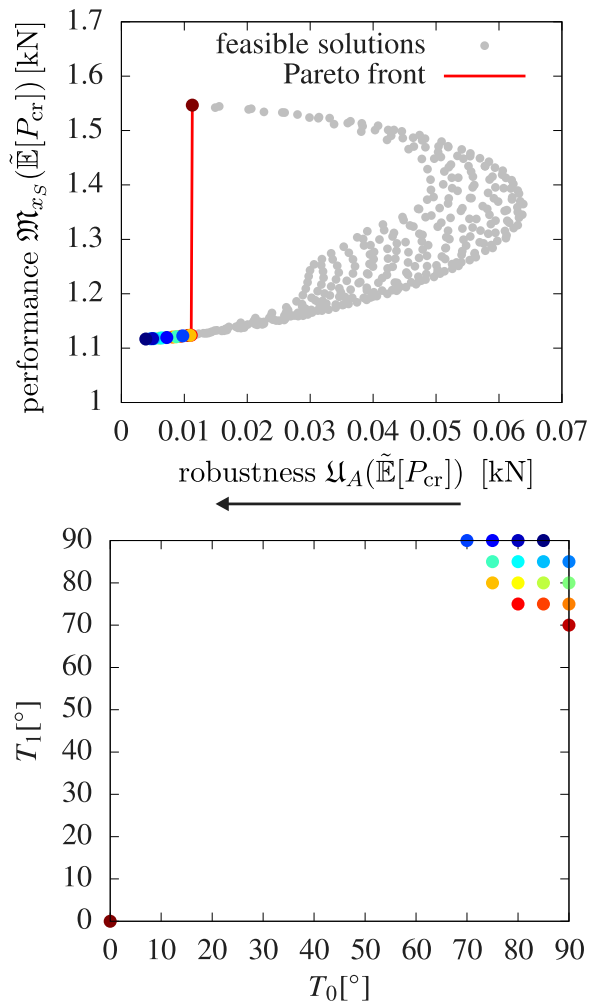 1.7
1.6
1.5
1.4
1.3
1.2
1.1
1
performance 𝔐_{x_S}(𝔼̃[P_cr]) [kN]
feasible solutions
Pareto front
0 0.01 0.02 0.03 0.04 0.05 0.06 0.07
robustness 𝔘_A(𝔼̃[P_cr]) [kN]
90
80
70
60
50
40
30
20
10
0
T_1[°]
0 10 20 30 40 50 60 70 80 90
T_0[°]